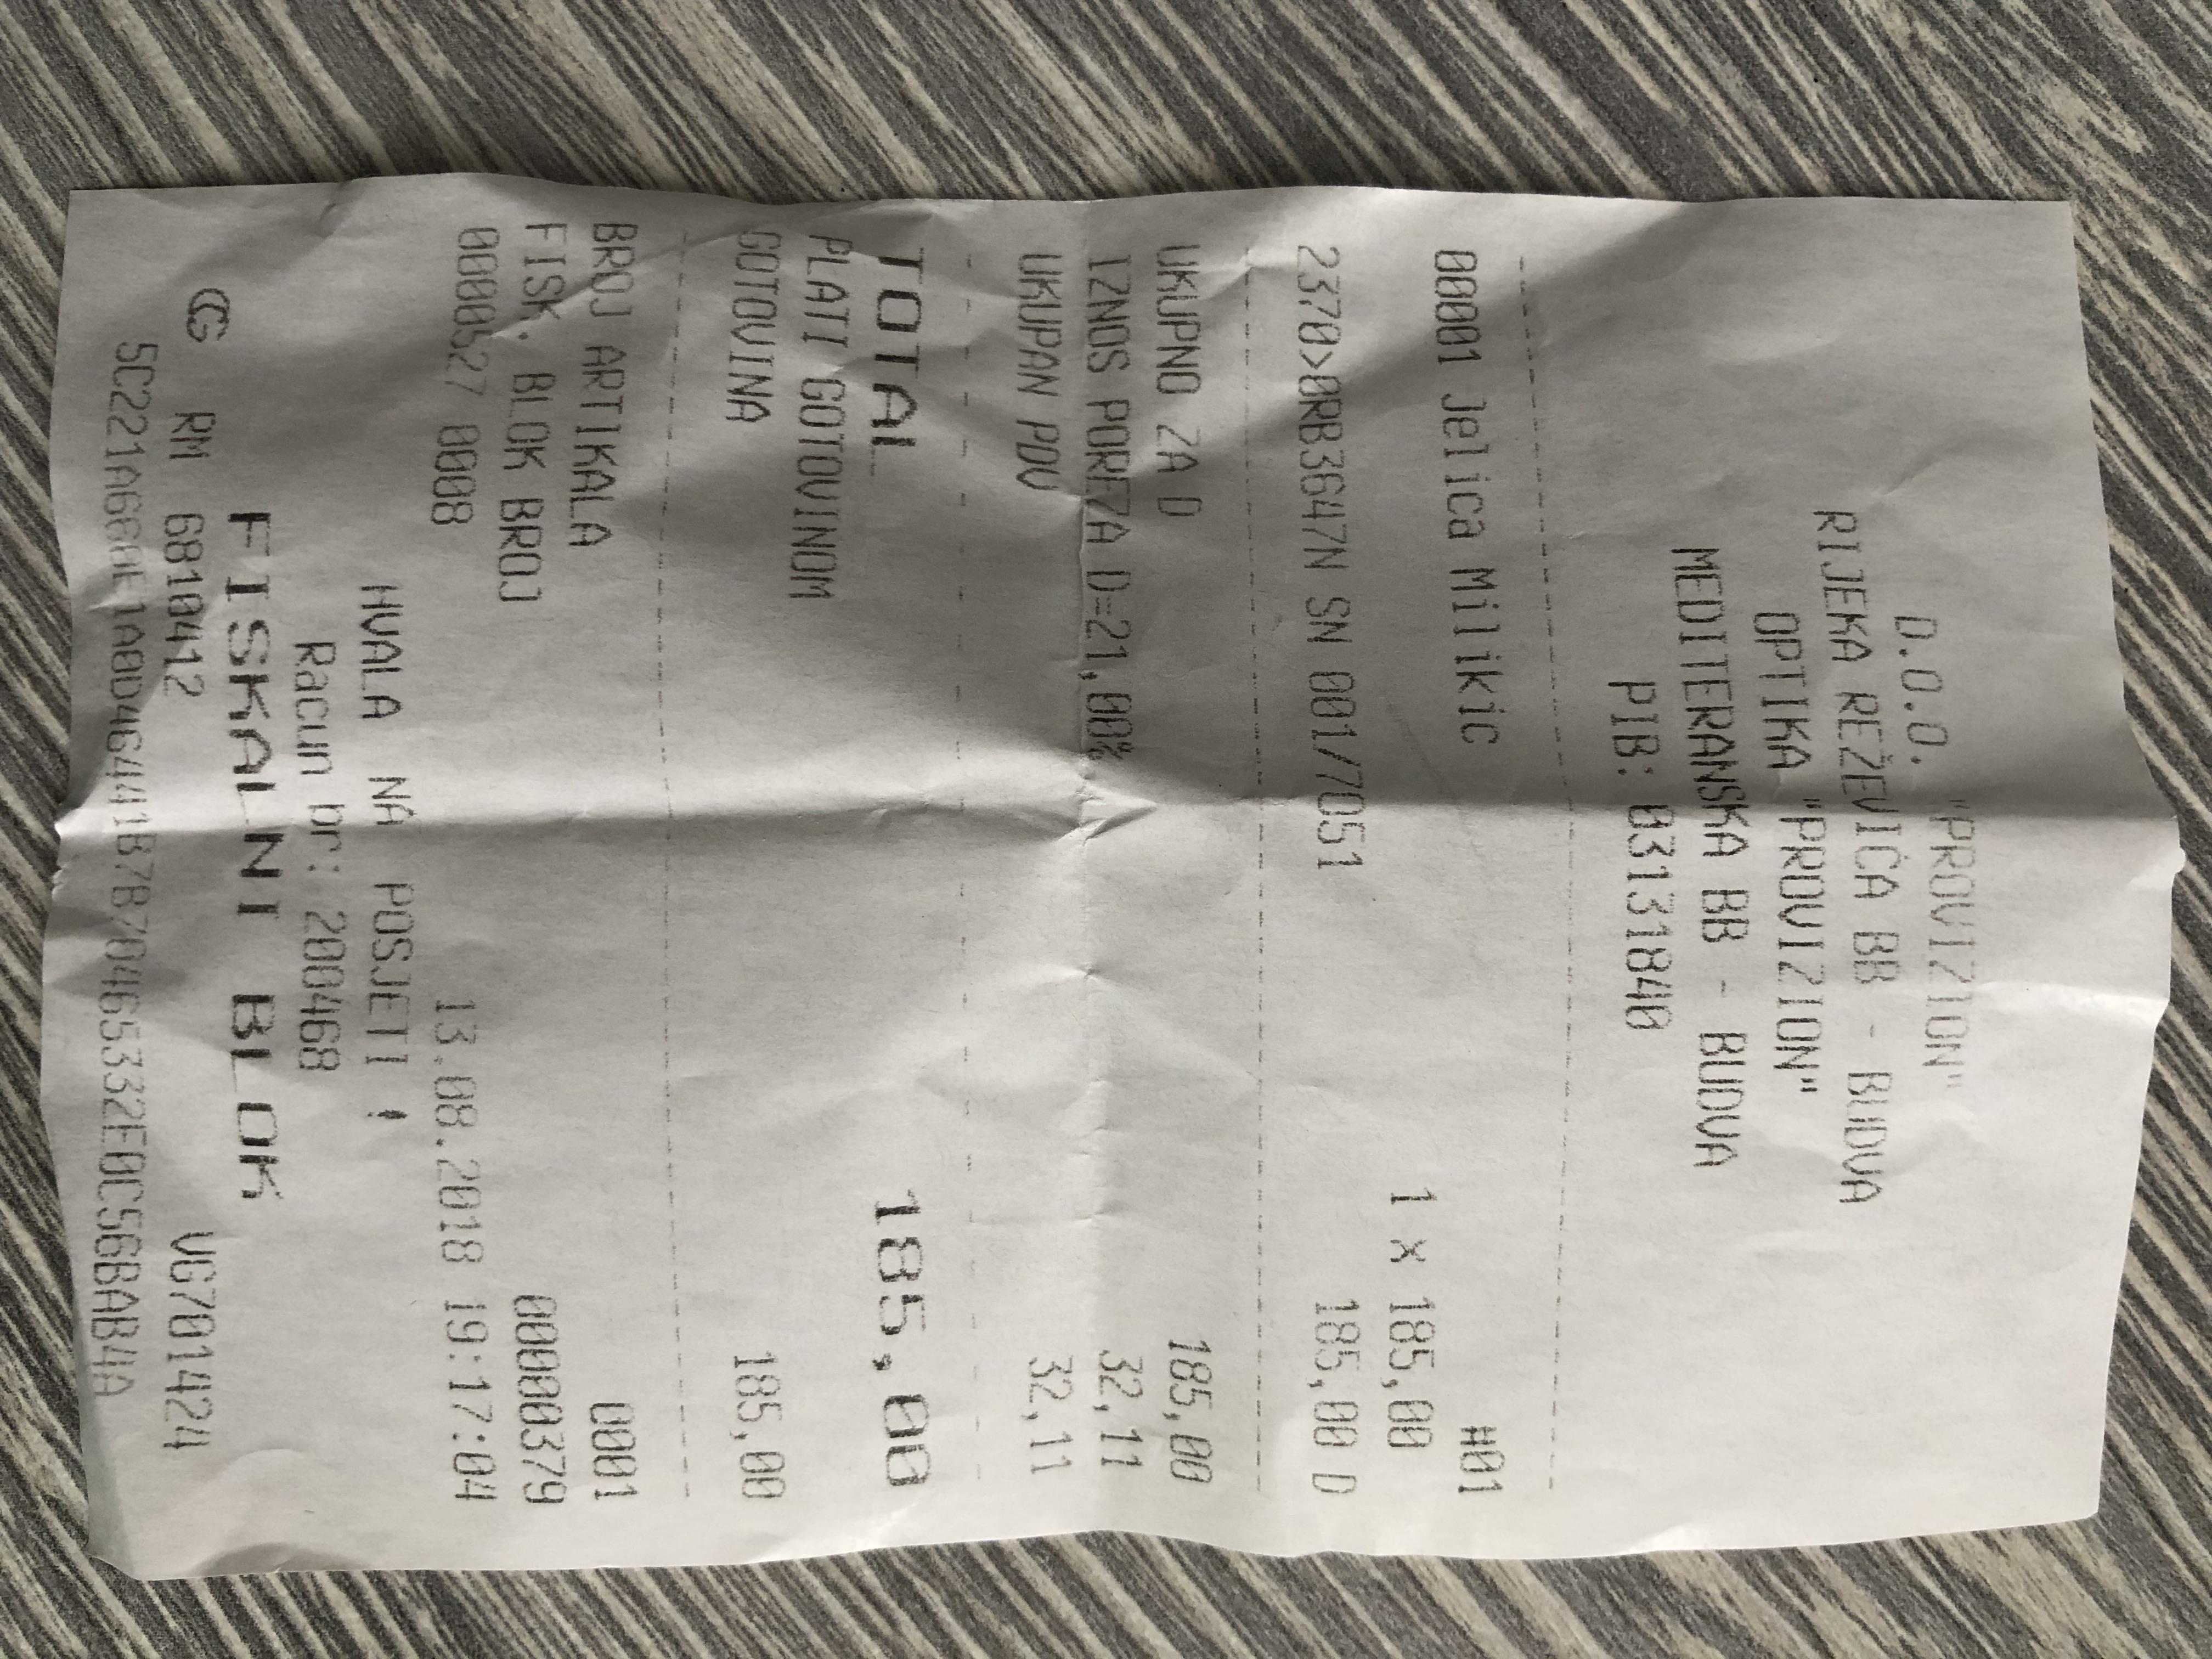 "PROVIZION"
D.O.O.
RIJEKA REŽEVIĆA BB - BUDVA
OPTIKA "PROVIZION"
MEDITERANSKA BB - BUDVA
PIB: 03131840
00001 Jelica Milikic #01
1 x 185,00
2370>0RB3647N SN 001/7051 185,00 D
UKUPNO ZA D 185,00
IZNOS POREZA D=21,00% 32,11
UKUPAN PDV 32,11
TOTAL 185,00
PLATI GOTOVINOM
GOTOVINA 185,00
BROJ ARTIKALA 0001
FISK. BLOK BROJ 0000379
0000527 0008 13.08.2018 19:17:04
HVALA NA POSJETI !
Racun br: 200468
FISKALNI BLOK
CG RM 6810412 VG701424